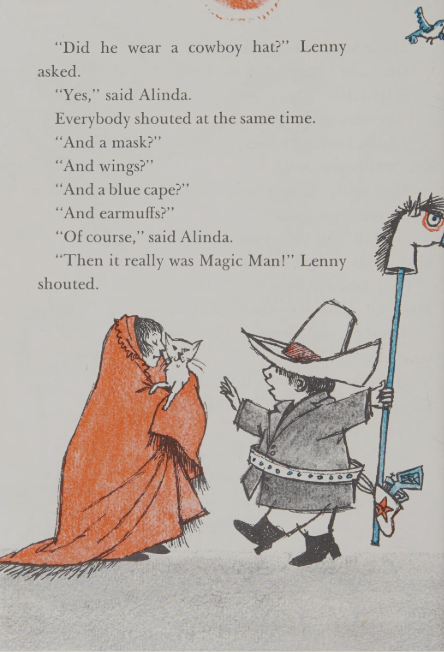 “Did he wear a cowboy hat?” Lenny
asked.
“Yes,” said Alinda.
Everybody shouted at the same time.
“And a mask?”
“And wings?”
“And a blue cape?”
“And earmuffs?”
“Of course,” said Alinda.
“Then it really was Magic Man!” Lenny
shouted.